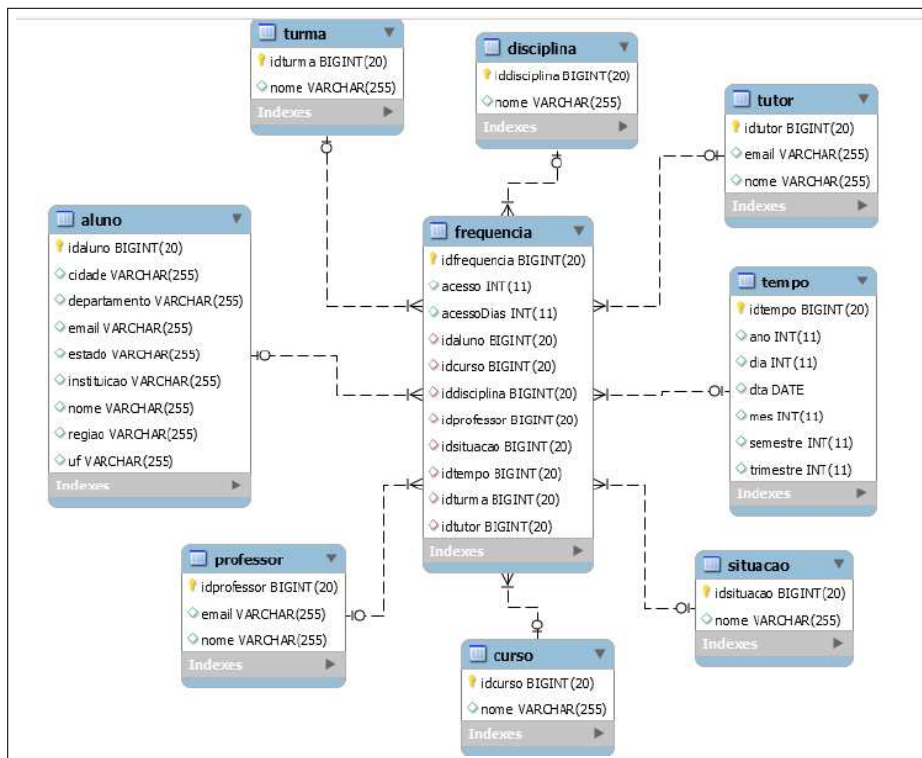 turma
idturma BIGINT(20)
nome VARCHAR(255)
Indexes
disciplina
iddisciplina BIGINT(20)
nome VARCHAR(255)
Indexes
tutor
idtutor BIGINT(20)
email VARCHAR(255)
nome VARCHAR(255)
Indexes
aluno
idaluno BIGINT(20)
cidade VARCHAR(255)
departamento VARCHAR(255)
email VARCHAR(255)
estado VARCHAR(255)
instituicao VARCHAR(255)
nome VARCHAR(255)
regiao VARCHAR(255)
uf VARCHAR(255)
Indexes
frequencia
idfrequencia BIGINT(20)
acesso INT(11)
acessoDias INT(11)
idaluno BIGINT(20)
idcurso BIGINT(20)
iddisciplina BIGINT(20)
idprofessor BIGINT(20)
idsituacao BIGINT(20)
idtempo BIGINT(20)
idturma BIGINT(20)
idtutor BIGINT(20)
Indexes
tempo
idtempo BIGINT(20)
ano INT(11)
dia INT(11)
dta DATE
mes INT(11)
semestre INT(11)
trimestre INT(11)
Indexes
professor
idprofessor BIGINT(20)
email VARCHAR(255)
nome VARCHAR(255)
Indexes
situacao
idsituacao BIGINT(20)
nome VARCHAR(255)
Indexes
curso
idcurso BIGINT(20)
nome VARCHAR(255)
Indexes